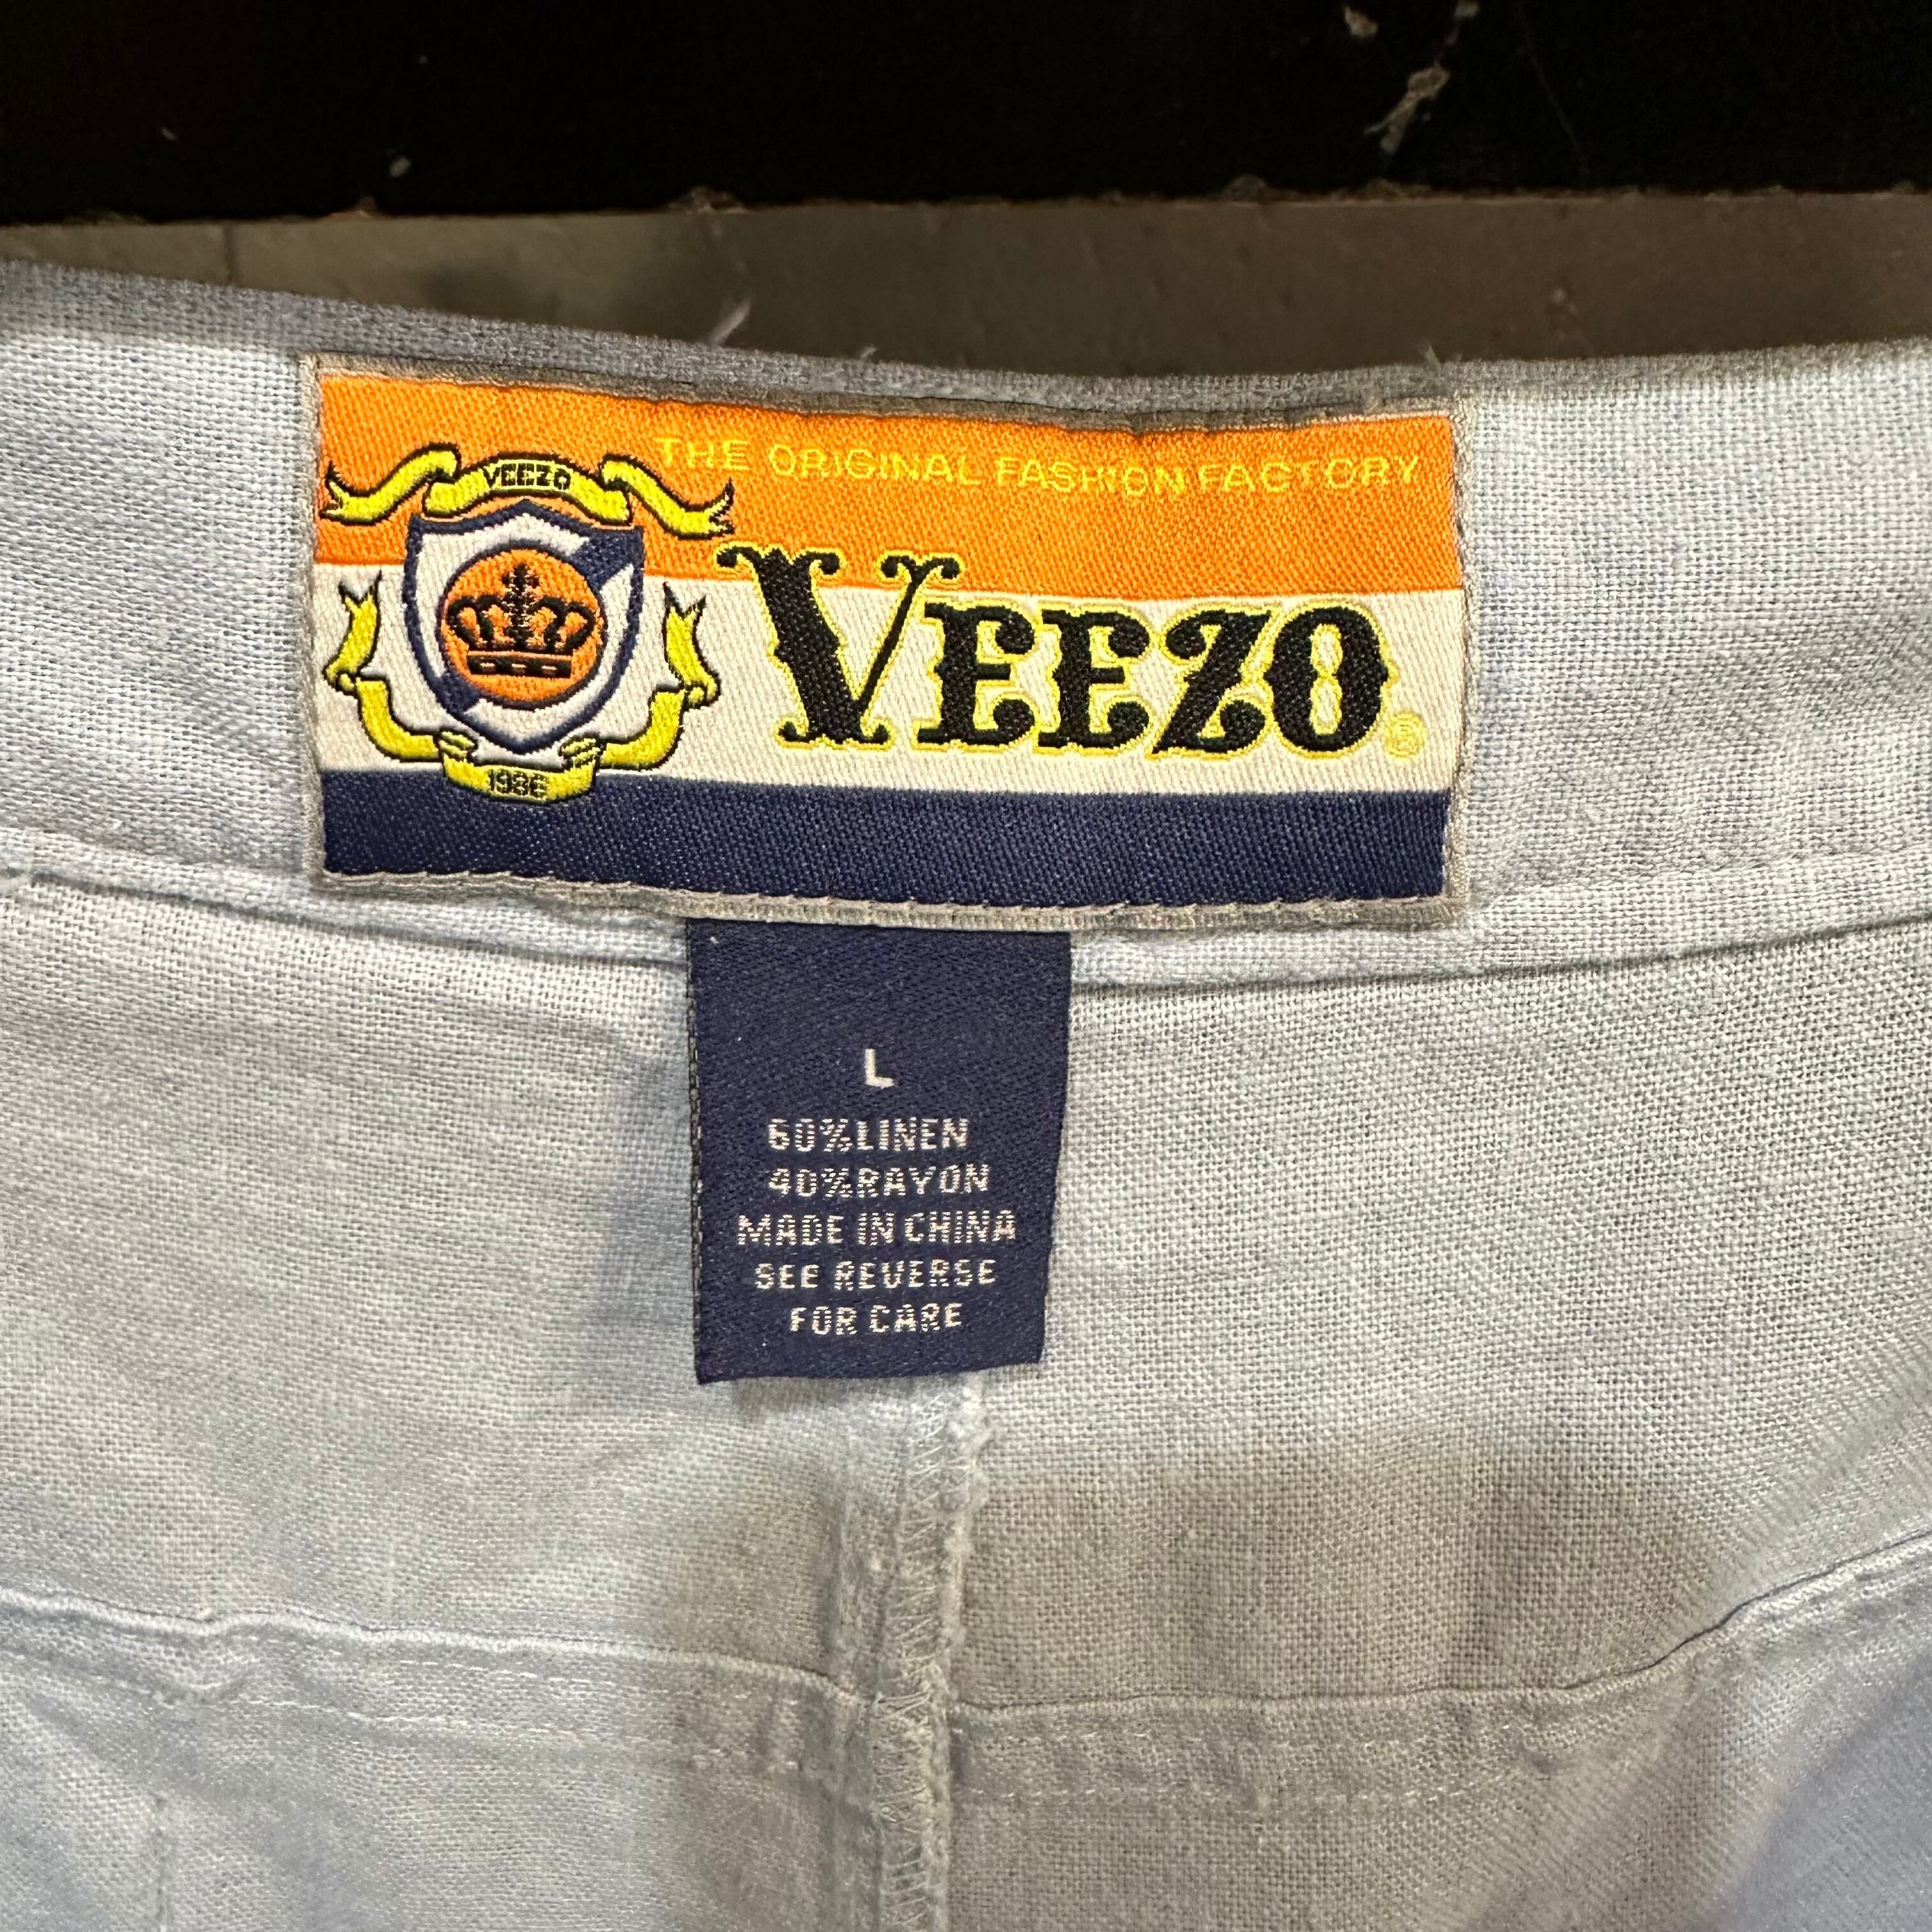 THE ORIGINAL FASHION FACTORY
VEEZO
VEEZO®
1986
L
60%LINEN
40%RAYON
MADE IN CHINA
SEE REVERSE
FOR CARE